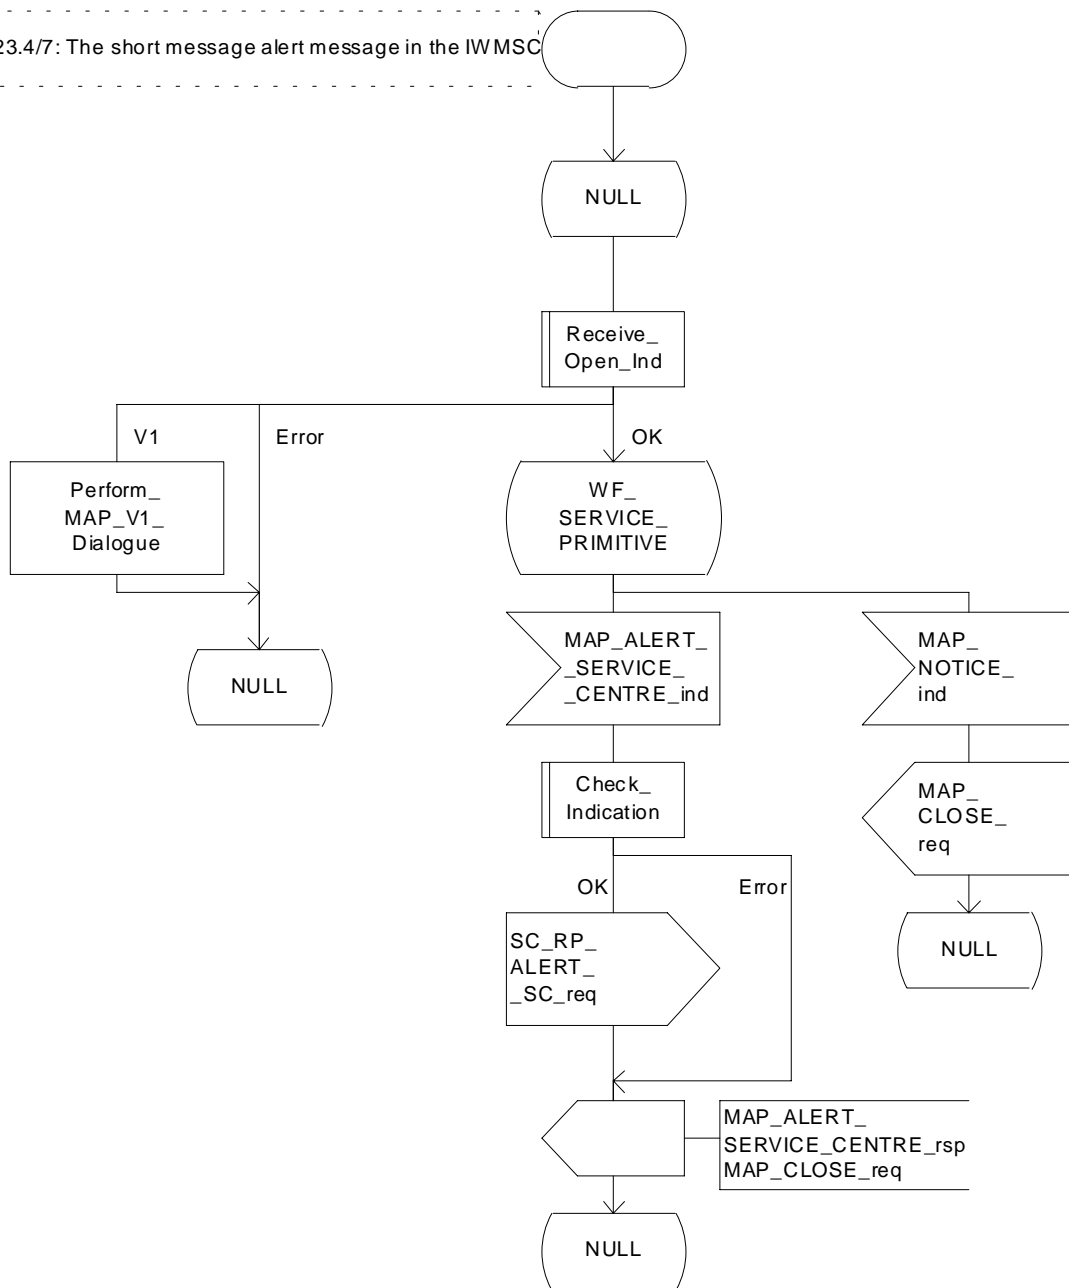 23.4/7: The short message alert message in the IWMSC
NULL
Receive_
Open_Ind
V1
Error
OK
Perform_
MAP_V1_
Dialogue
WF_
SERVICE_
PRIMITIVE
NULL
MAP_ALERT_
_SERVICE_
_CENTRE_ind
MAP_
NOTICE_
ind
Check_
Indication
MAP_
CLOSE_
req
OK
Error
SC_RP_
ALERT_
_SC_req
NULL
MAP_ALERT_
SERVICE_CENTRE_rsp
MAP_CLOSE_req
NULL